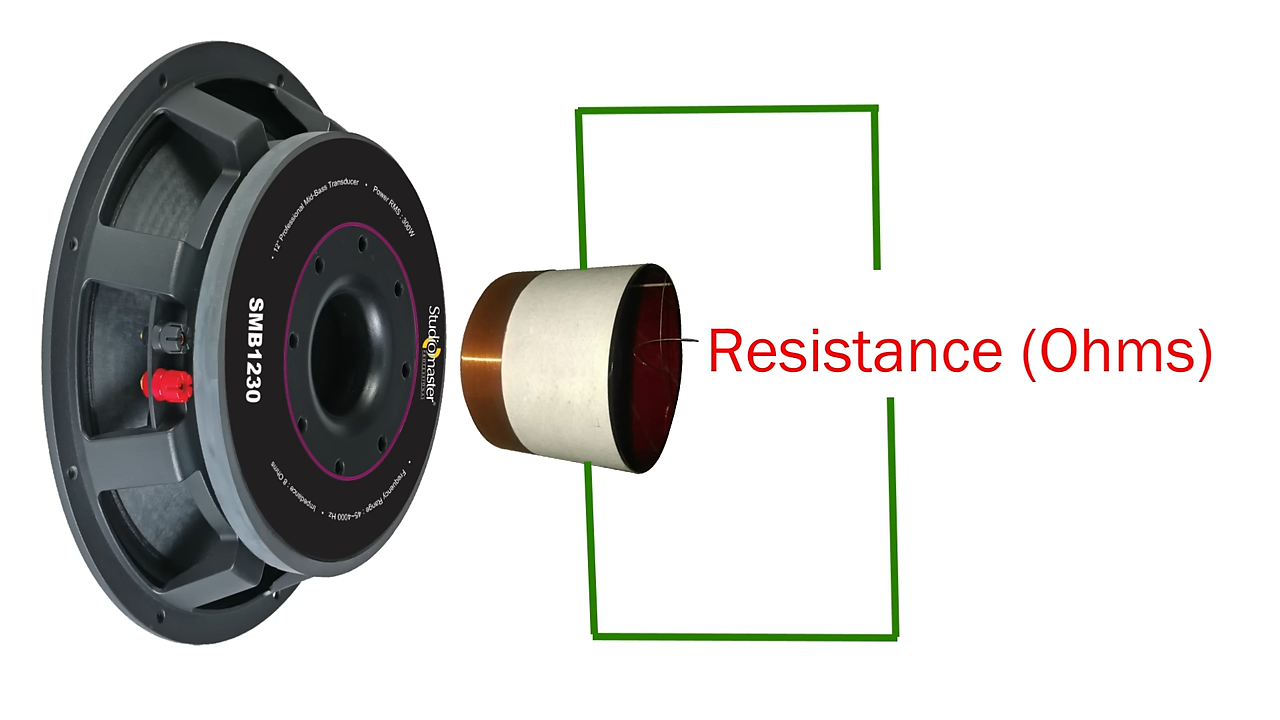 • 12" Professional Mid-Bass Transducer • Power RMS : 300W
SMB1230
Studiomaster
PROFESSIONAL
• Frequency Range : 45-4000 Hz • Impedance : 8 Ohms
Resistance (Ohms)